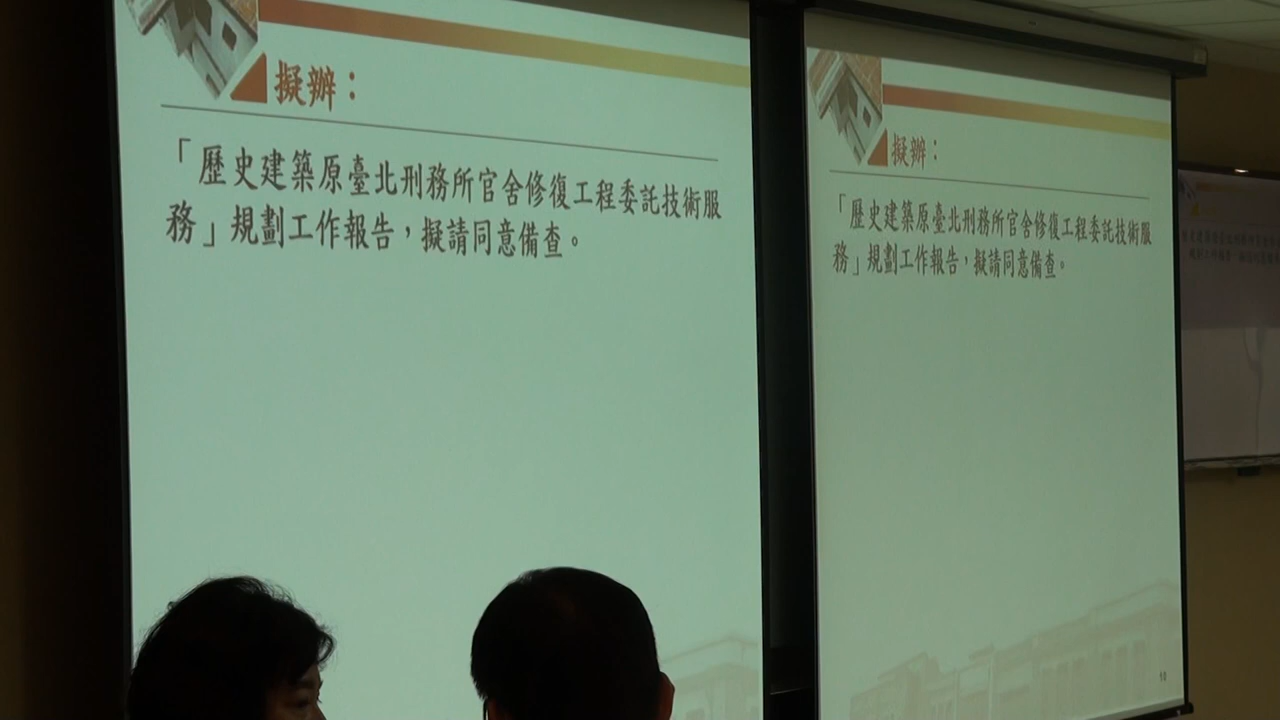 擬辦：
「歷史建築原臺北刑務所官舍修復工程委託技術服
務」規劃工作報告，擬請同意備查。
擬辦：
「歷史建築原臺北刑務所官舍修復工程委託技術服
務」規劃工作報告，擬請同意備查。